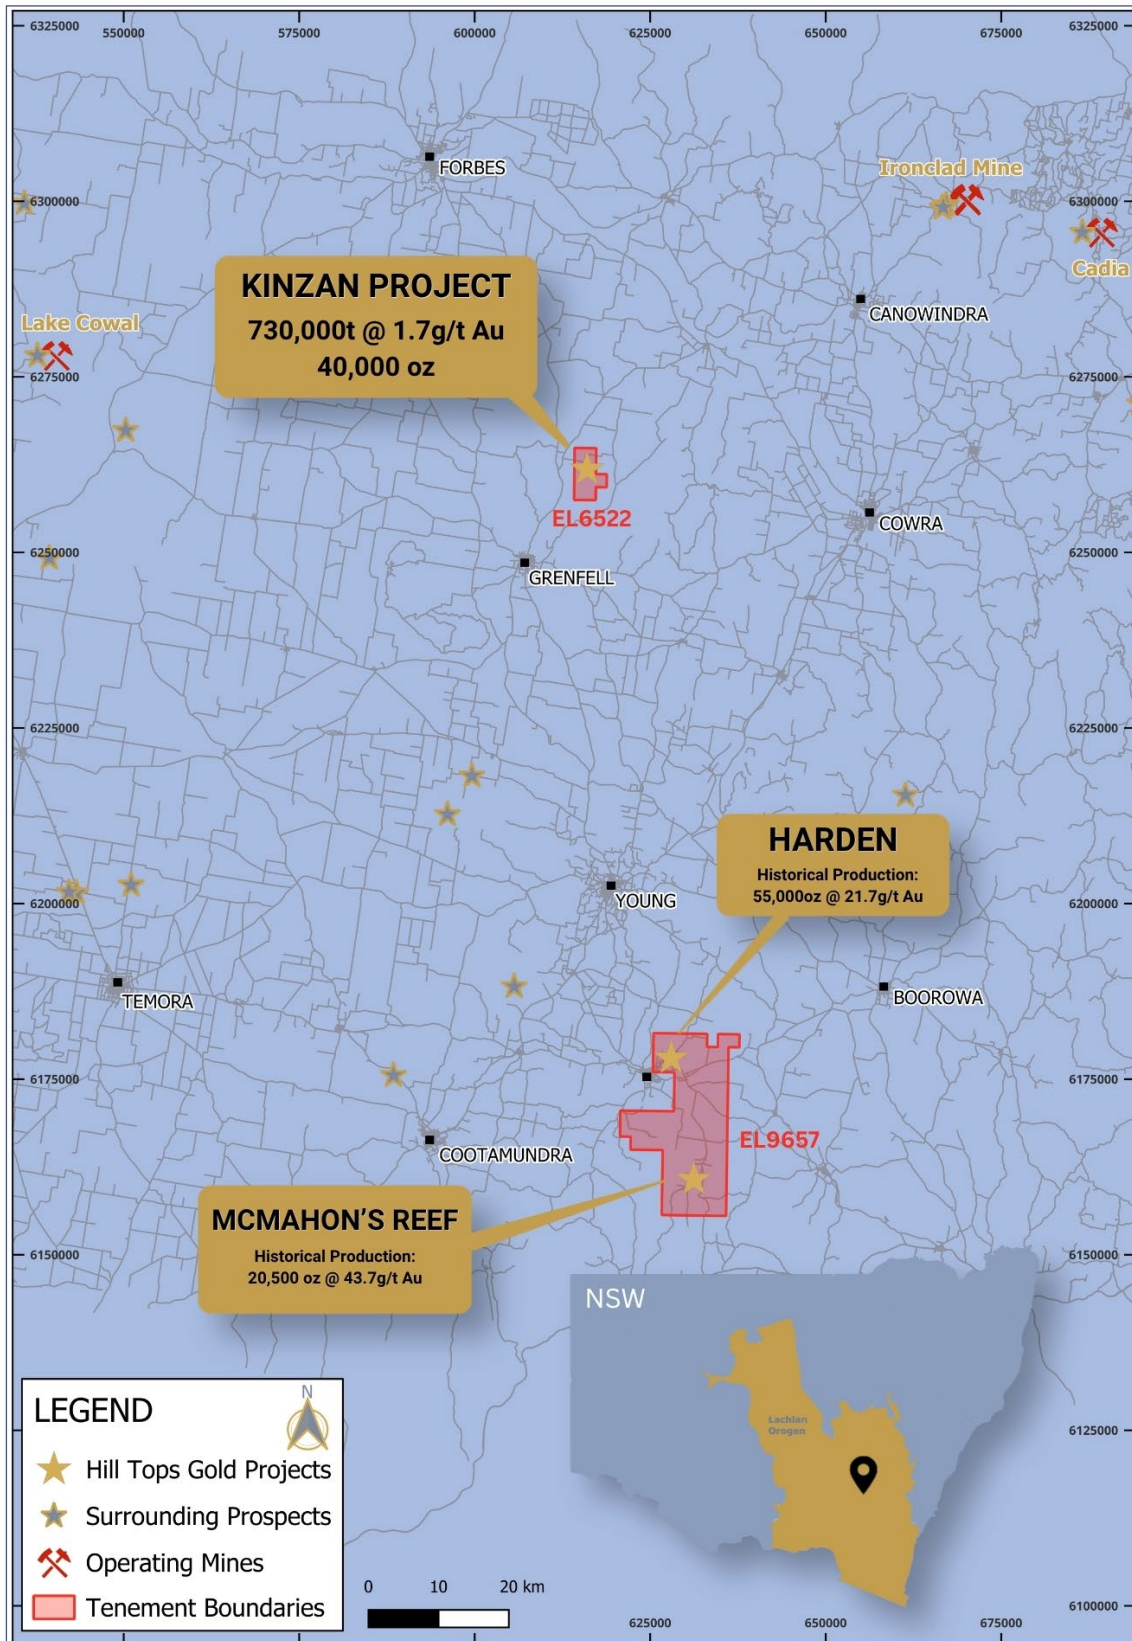 550000 575000 600000 625000 650000 675000
6325000 6325000
FORBES
Ironclad Mine
6300000 6300000
Cadia
KINZAN PROJECT
730,000t @ 1.7g/t Au
40,000 oz
CANOWINDRA
Lake Cowal
6275000 6275000
EL6522
COWRA
6250000 6250000
GRENFELL
6225000 6225000
HARDEN
Historical Production:
55,000oz @ 21.7g/t Au
YOUNG
6200000 6200000
TEMORA
BOOROWA
6175000 6175000
EL9657
COOTAMUNDRA
MCMAHON'S REEF
Historical Production:
20,500 oz @ 43.7g/t Au
6150000 6150000
NSW
Lachlan
Orogen
LEGEND
N
Hill Tops Gold Projects
Surrounding Prospects
Operating Mines
Tenement Boundaries
6125000
0 10 20 km
6100000
625000 650000 675000